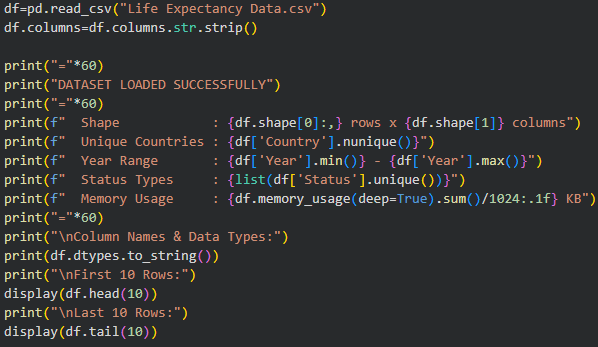 df=pd.read_csv("Life Expectancy Data.csv")
df.columns=df.columns.str.strip()

print("="*60)
print("DATASET LOADED SUCCESSFULLY")
print("="*60)
print(f"  Shape            : {df.shape[0]:,} rows x {df.shape[1]} columns")
print(f"  Unique Countries : {df['Country'].nunique()}")
print(f"  Year Range       : {df['Year'].min()} - {df['Year'].max()}")
print(f"  Status Types     : {list(df['Status'].unique())}")
print(f"  Memory Usage     : {df.memory_usage(deep=True).sum()/1024:.1f} KB")
print("="*60)
print("\nColumn Names & Data Types:")
print(df.dtypes.to_string())
print("\nFirst 10 Rows:")
display(df.head(10))
print("\nLast 10 Rows:")
display(df.tail(10))